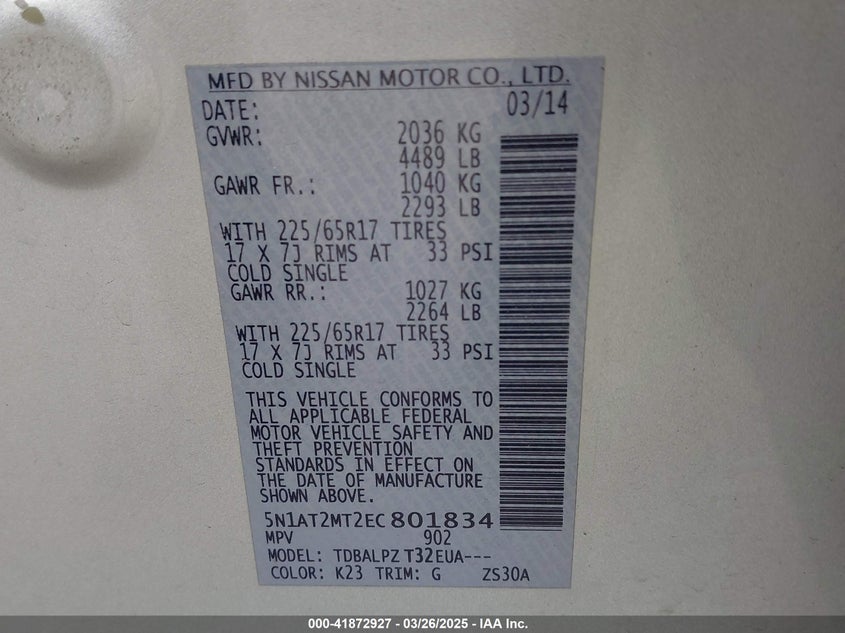 MFD BY NISSAN MOTOR CO., LTD.
DATE: 03/14
GVWR: 2036 KG
4489 LB
GAWR FR.: 1040 KG
2293 LB
WITH 225/65R17 TIRES
17 X 7J RIMS AT 33 PSI
COLD SINGLE
GAWR RR.: 1027 KG
2264 LB
WITH 225/65R17 TIRES
17 X 7J RIMS AT 33 PSI
COLD SINGLE
THIS VEHICLE CONFORMS TO
ALL APPLICABLE FEDERAL
MOTOR VEHICLE SAFETY AND
THEFT PREVENTION
STANDARDS IN EFFECT ON
THE DATE OF MANUFACTURE
SHOWN ABOVE.
5N1AT2MT2EC801834
MPV 902
MODEL: TDBALPZ T32EUA---
COLOR: K23 TRIM: G ZS30A
000-41872927 - 03/26/2025 - IAA Inc.